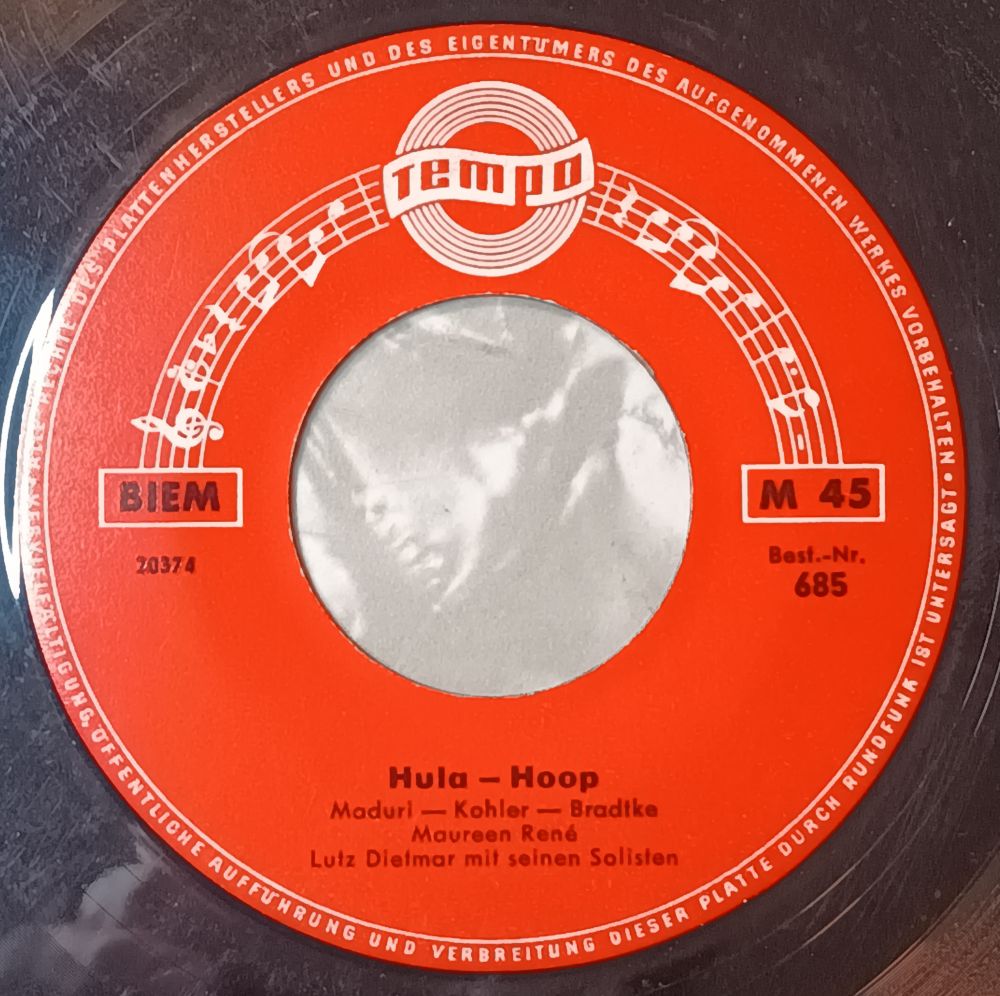 ALLE RECHTE DES PLATTENHERSTELLERS UND DES EIGENTÜMERS DES AUFGENOMMENEN WERKES VORBEHALTEN • VERVIELFÄLTIGUNG, ÖFFENTLICHE AUFFÜHRUNG UND VERBREITUNG DIESER PLATTE DURCH RUNDFUNK IST UNTERSAGT •
TEMPO
BIEM
M 45
20374
Best.-Nr.
685
Hula – Hoop
Maduri — Kohler — Bradtke
Maureen René
Lutz Dietmar mit seinen Solisten